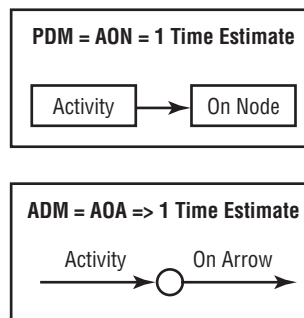 PDM = AON = 1 Time Estimate
Activity On Node
ADM = AOA => 1 Time Estimate
Activity On Arrow